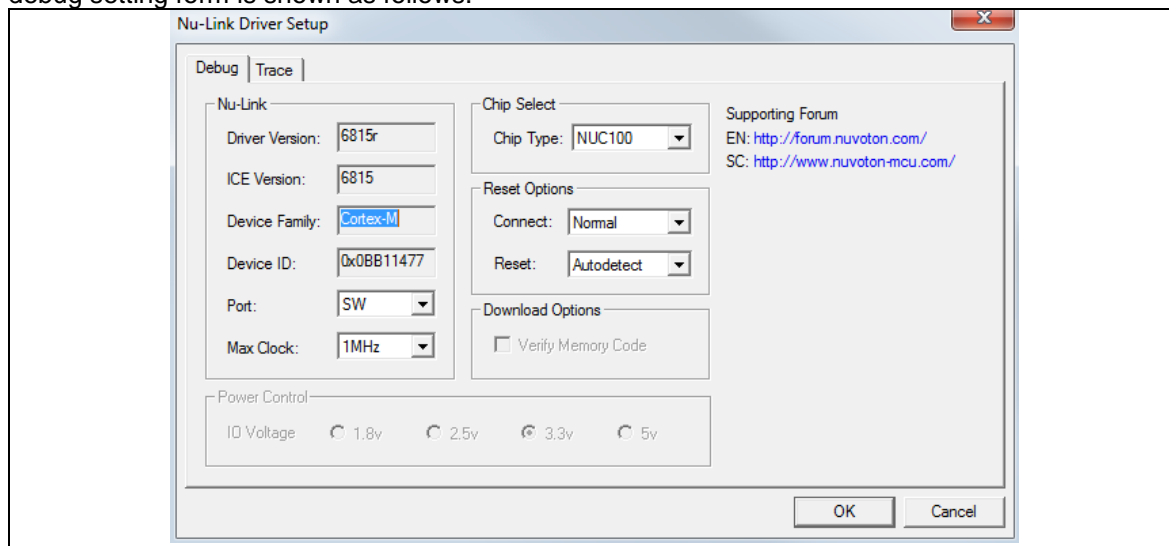 debug setting form is shown as follows.
Nu-Link Driver Setup
Debug Trace
Nu-Link
Driver Version: 6815r
ICE Version: 6815
Device Family: Cortex-M
Device ID: 0x0BB11477
Port: SW
Max Clock: 1MHz
Chip Select
Chip Type: NUC100
Reset Options
Connect: Normal
Reset: Autodetect
Download Options
Verify Memory Code
Supporting Forum
EN: http://forum.nuvoton.com/
SC: http://www.nuvoton-mcu.com/
Power Control
IO Voltage 1.8v 2.5v 3.3v 5v
OK Cancel